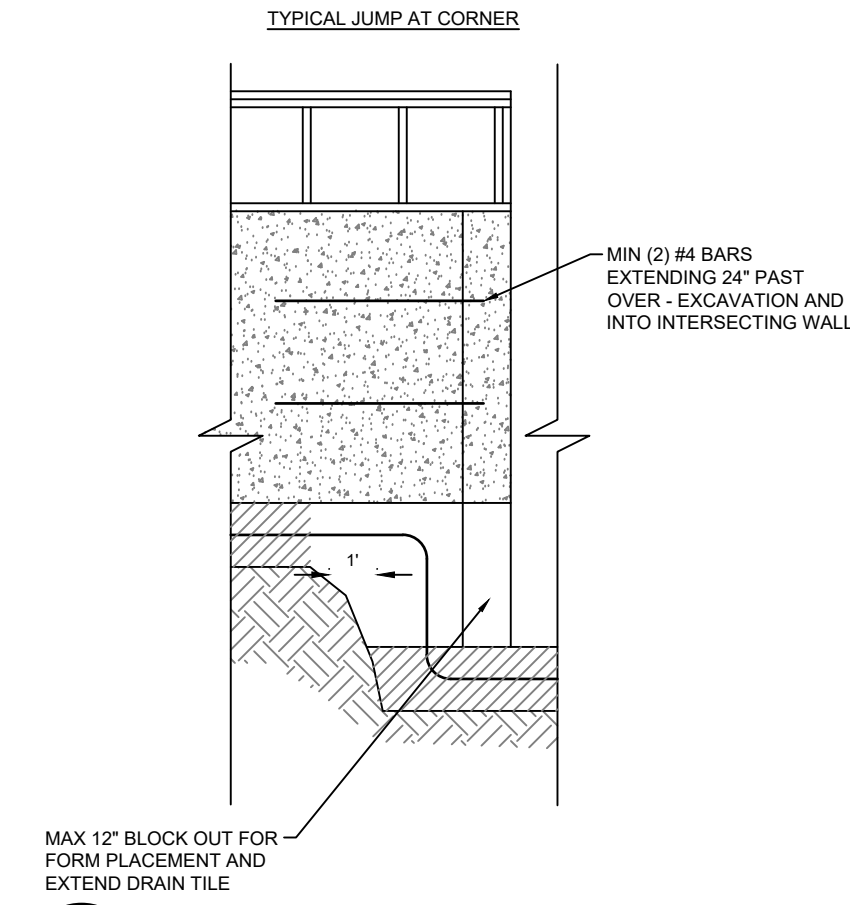 TYPICAL JUMP AT CORNER
MIN (2) #4 BARS
EXTENDING 24" PAST
OVER - EXCAVATION AND
INTO INTERSECTING WALL
1'
MAX 12" BLOCK OUT FOR
FORM PLACEMENT AND
EXTEND DRAIN TILE